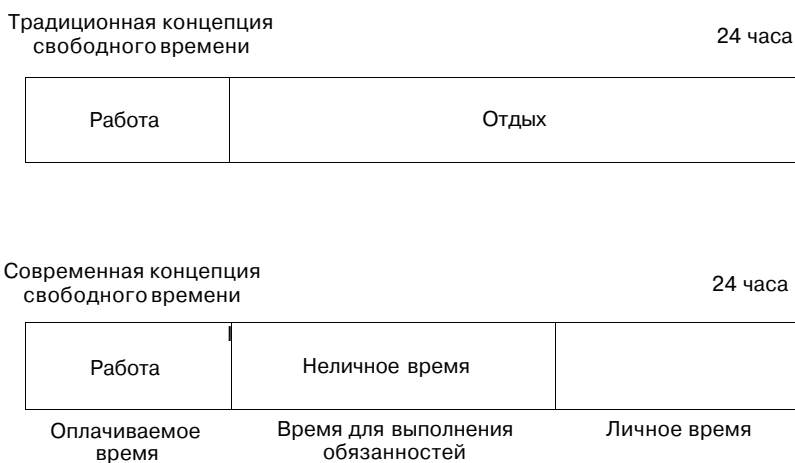 Традиционная концепция
свободного времени
24 часа
Работа
Отдых
Современная концепция
свободного времени
24 часа
Работа
Неличное время
Оплачиваемое
время
Время для выполнения
обязанностей
Личное время